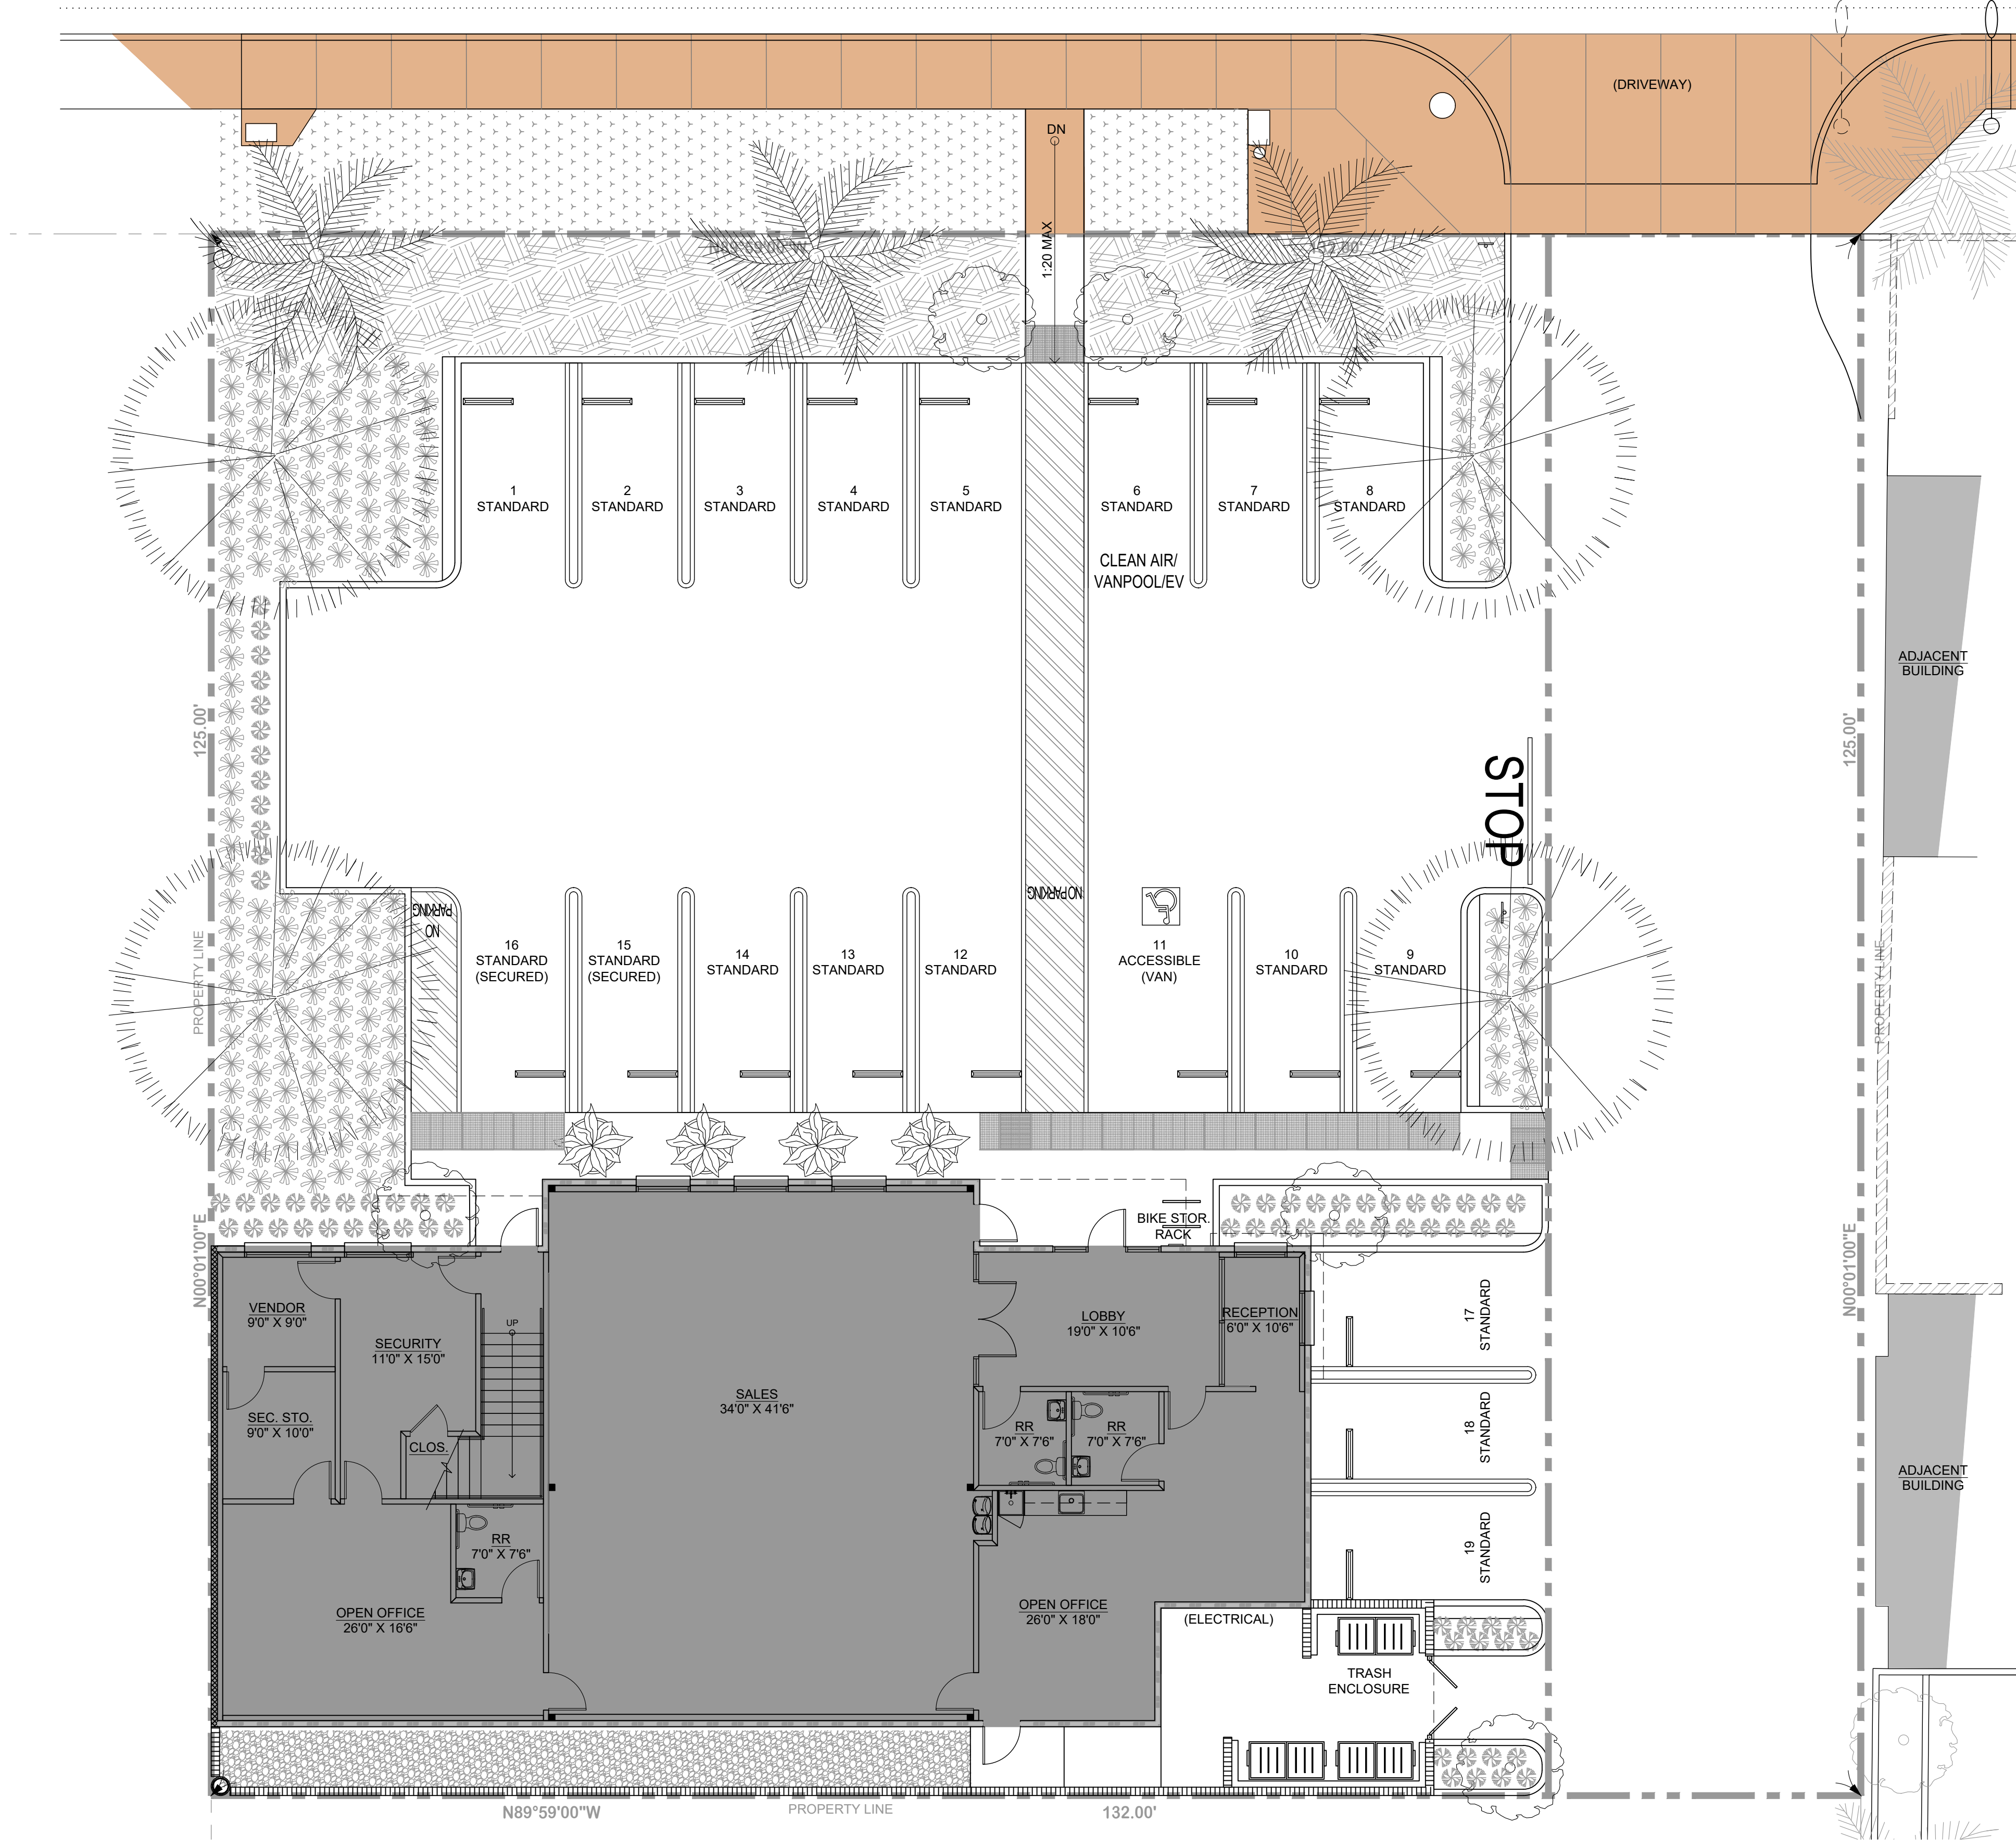 (DRIVEWAY)
DN
1:20 MAX
N89°59'00"W
1
STANDARD
2
STANDARD
3
STANDARD
4
STANDARD
5
STANDARD
6
STANDARD
7
STANDARD
8
STANDARD
CLEAN AIR/
VANPOOL/EV
ADJACENT
BUILDING
125.00'
125.00'
STOP
NO PARKING
NO
PARKING
16
STANDARD
(SECURED)
15
STANDARD
(SECURED)
14
STANDARD
13
STANDARD
12
STANDARD
11
ACCESSIBLE
(VAN)
10
STANDARD
9
STANDARD
PROPERTY LINE
PROPERTY LINE
BIKE STOR.
RACK
N00°01'00"E
N00°01'00"E
VENDOR
9'0" X 9'0"
SECURITY
11'0" X 15'0"
UP
LOBBY
19'0" X 10'6"
RECEPTION
6'0" X 10'6"
17
STANDARD
SALES
34'0" X 41'6"
SEC. STO.
9'0" X 10'0"
CLOS.
RR
7'0" X 7'6"
RR
7'0" X 7'6"
18
STANDARD
ADJACENT
BUILDING
RR
7'0" X 7'6"
19
STANDARD
OPEN OFFICE
26'0" X 16'6"
OPEN OFFICE
26'0" X 18'0"
(ELECTRICAL)
TRASH
ENCLOSURE
N89°59'00"W
PROPERTY LINE
132.00'